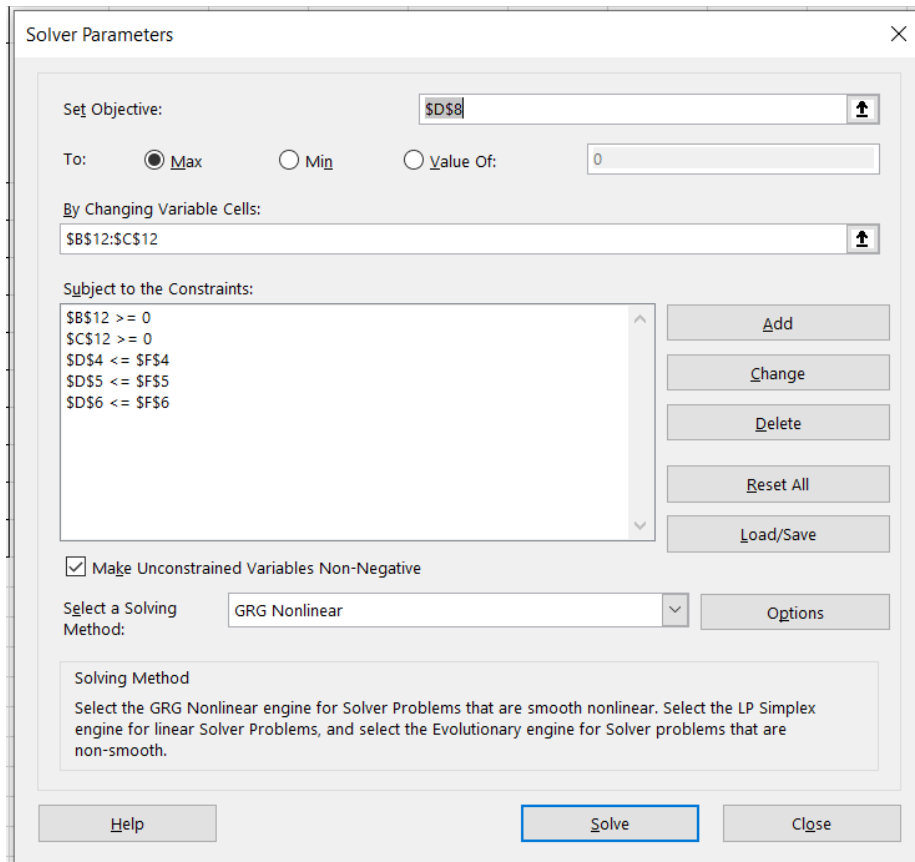 Solver Parameters
Set Objective:
$D$8
To:
Max
Min
Value Of:
0
By Changing Variable Cells:
$B$12:$C$12
Subject to the Constraints:
$B$12 >= 0
$C$12 >= 0
$D$4 <= $F$4
$D$5 <= $F$5
$D$6 <= $F$6
Add
Change
Delete
Reset All
Load/Save
Make Unconstrained Variables Non-Negative
Select a Solving
Method:
GRG Nonlinear
Options
Solving Method
Select the GRG Nonlinear engine for Solver Problems that are smooth nonlinear. Select the LP Simplex
engine for linear Solver Problems, and select the Evolutionary engine for Solver problems that are
non-smooth.
Help
Solve
Close